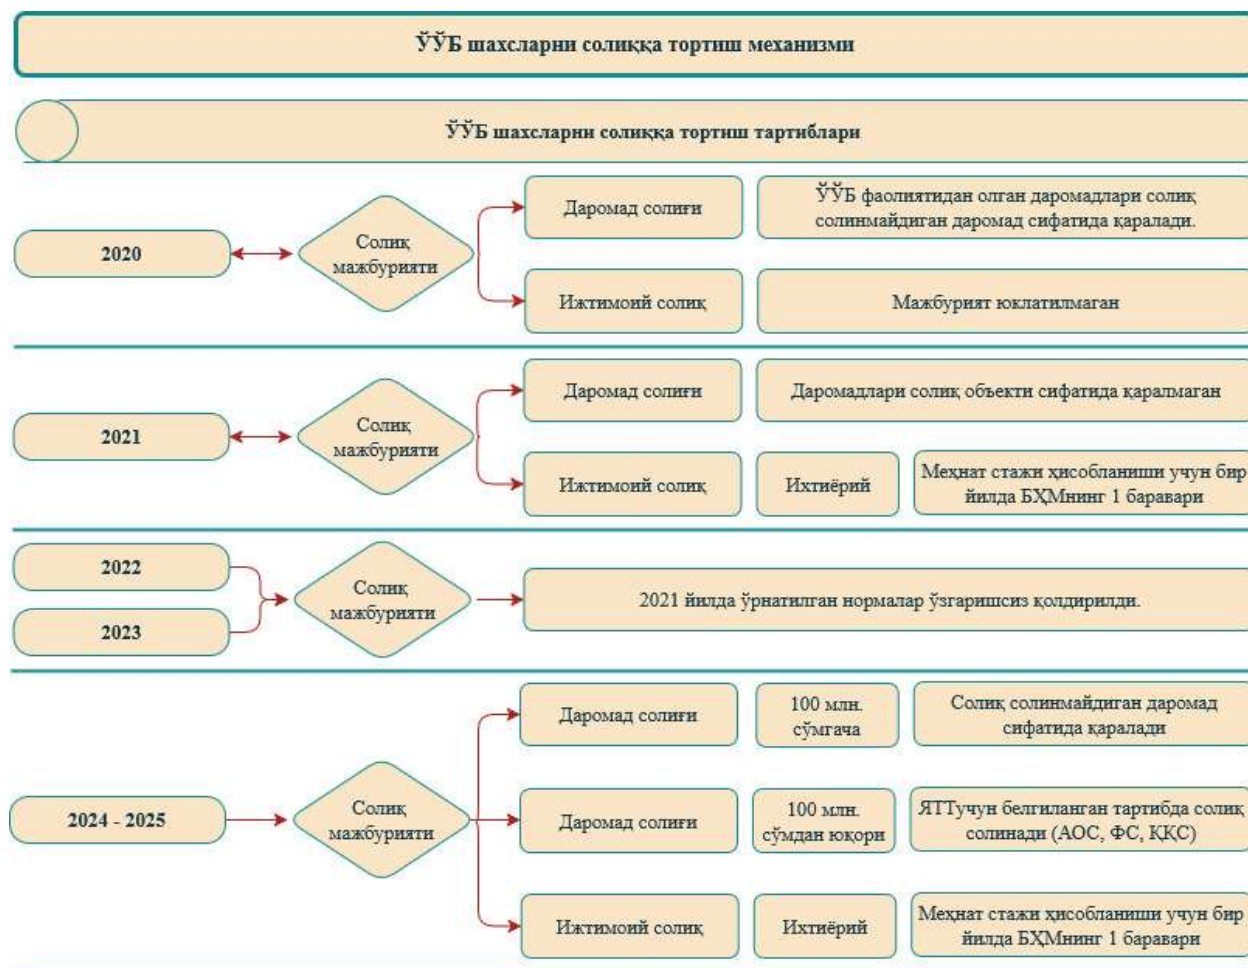 ЎЎБ шахсларни солиққа тортиш механизми
ЎЎБ шахсларни солиққа тортиш тартиблари
2020
Солиқ
мажбурияти
Даромад солиғи
ЎЎБ фаолиятидан олган даромадлари солиқ
солинмайдиган даромад сифатида қаралади.
Ижтимоий солиқ
Мажбурият юклатилмаган
2021
Солиқ
мажбурияти
Даромад солиғи
Даромадлари солиқ объекти сифатида қаралмаган
Ижтимоий солиқ
Ихтиёрий
Меҳнат стажи ҳисобланиши учун бир
йилда БҲМнинг 1 баравари
2022
2023
Солиқ
мажбурияти
2021 йилда ўрнатилган нормалар ўзгаришсиз қолдирилди.
2024 - 2025
Солиқ
мажбурияти
Даромад солиғи
100 млн.
сўмгача
Солиқ солинмайдиган даромад
сифатида қаралади
Даромад солиғи
100 млн.
сўмдан юқори
ЯТТучун белгиланган тартибда солиқ
солинади (АОС, ФС, ҚҚС)
Ижтимоий солиқ
Ихтиёрий
Меҳнат стажи ҳисобланиши учун бир
йилда БҲМнинг 1 баравари